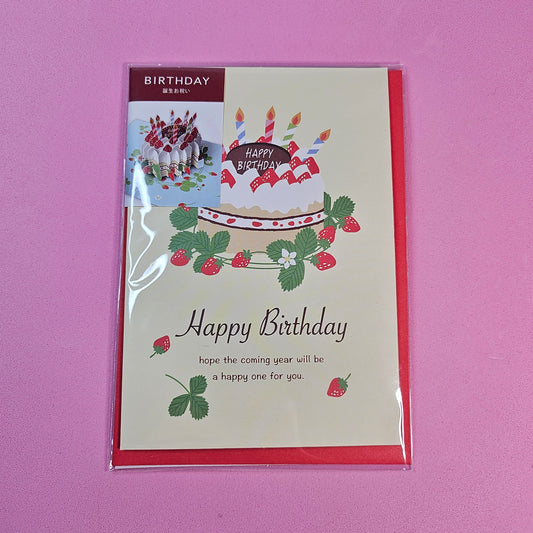 BIRTHDAY
誕生お祝い
HAPPY
BIRTHDAY
Happy Birthday
hope the coming year will be
a happy one for you.